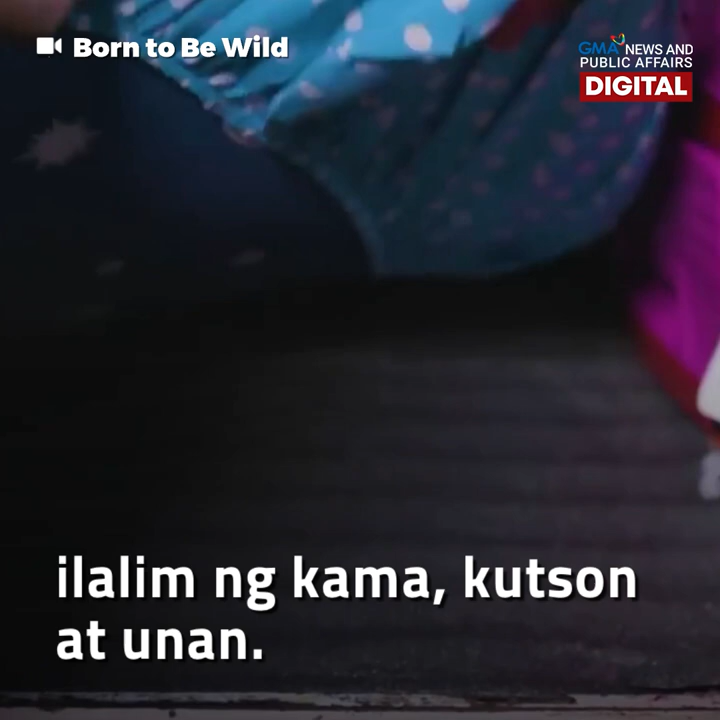 Born to Be Wild
GMA NEWS AND
PUBLIC AFFAIRS
DIGITAL
ilalim ng kama, kutson
at unan.